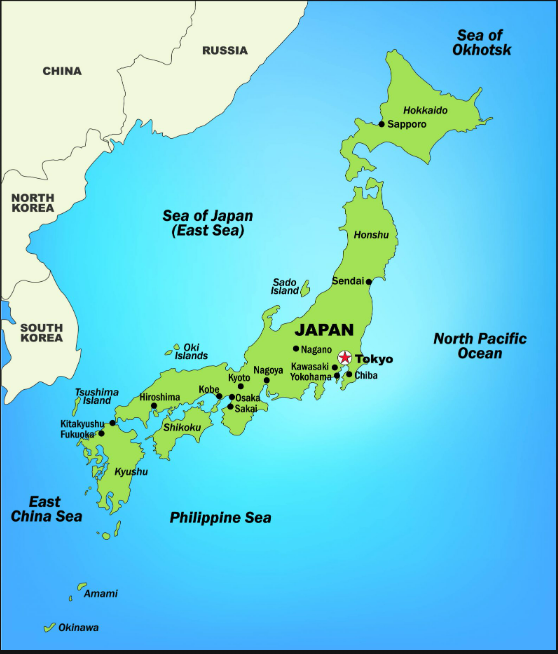 Sea of
Okhotsk
RUSSIA
CHINA
Hokkaido
Sapporo
NORTH
KOREA
Sea of Japan
(East Sea)
Honshu
Sendai
Sado
Island
SOUTH
KOREA
JAPAN
North Pacific
Ocean
Oki
Islands
Nagano
Tokyo
Kawasaki
Yokohama
Chiba
Nagoya
Kyoto
Kobe
Osaka
Sakai
Tsushima
Island
Hiroshima
Kitakyushu
Fukuoka
Shikoku
Kyushu
East
China Sea
Philippine Sea
Amami
Okinawa